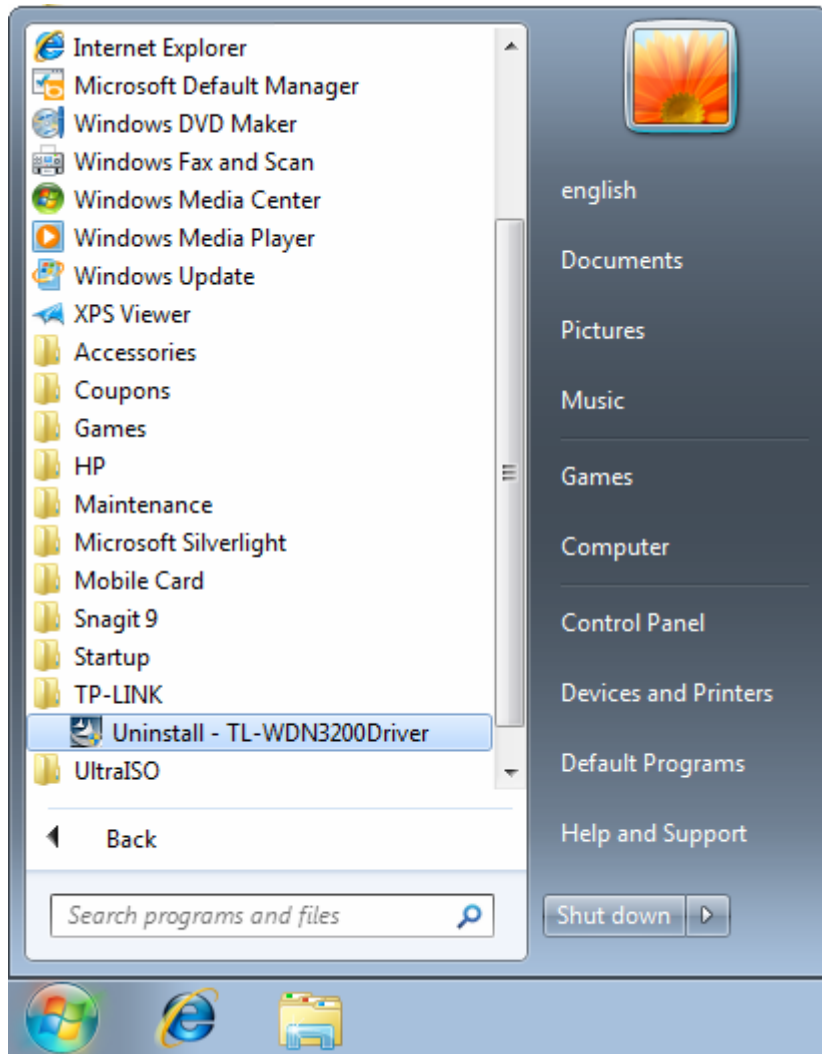 Internet Explorer
Microsoft Default Manager
Windows DVD Maker
Windows Fax and Scan
Windows Media Center
Windows Media Player
Windows Update
XPS Viewer
Accessories
Coupons
Games
HP
Maintenance
Microsoft Silverlight
Mobile Card
Snagit 9
Startup
TP-LINK
Uninstall - TL-WDN3200Driver
UltraISO
Back
Search programs and files
english
Documents
Pictures
Music
Games
Computer
Control Panel
Devices and Printers
Default Programs
Help and Support
Shut down